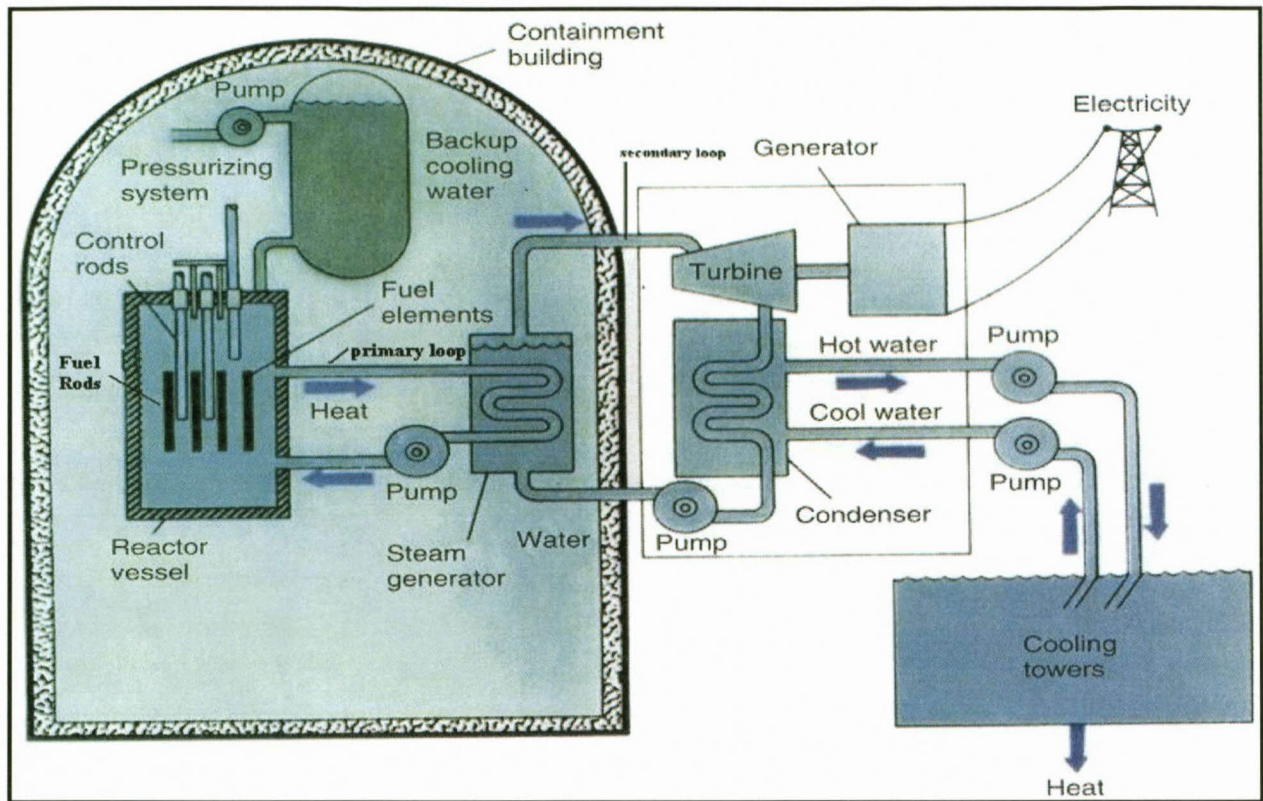 Containment
building
Pump
Pressurizing
system
Backup
cooling
water
secondary loop
Generator
Electricity
Control
rods
Fuel
elements
Turbine
Fuel
Rods
primary loop
Heat
Hot water
Pump
Cool water
Pump
Pump
Reactor
vessel
Steam
generator
Water
Pump
Condenser
Cooling
towers
Heat